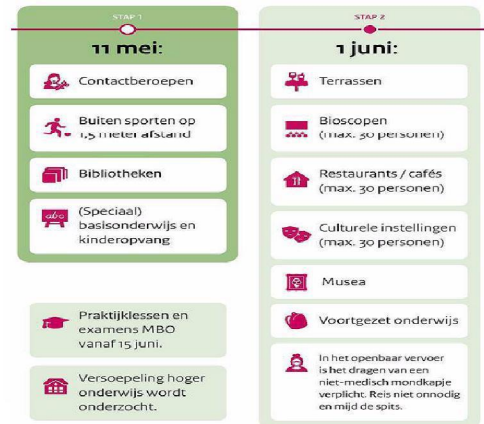 STAP 1
11 mei:
Contactberoepen
Buiten sporten op
1,5 meter afstand
Bibliotheken
abc
(Speciaal)
basisonderwijs en
kinderopvang
Praktijklessen en
examens MBO
vanaf 15 juni.
Versoepeling hoger
onderwijs wordt
onderzocht.
STAP 2
1 juni:
Terrassen
Bioscopen
(max. 30 personen)
Restaurants / cafés
(max. 30 personen)
Culturele instellingen
(max. 30 personen)
Musea
Voortgezet onderwijs
In het openbaar vervoer
is het dragen van een
niet-medisch mondkapje
verplicht. Reis niet onnodig
en mijd de spits.